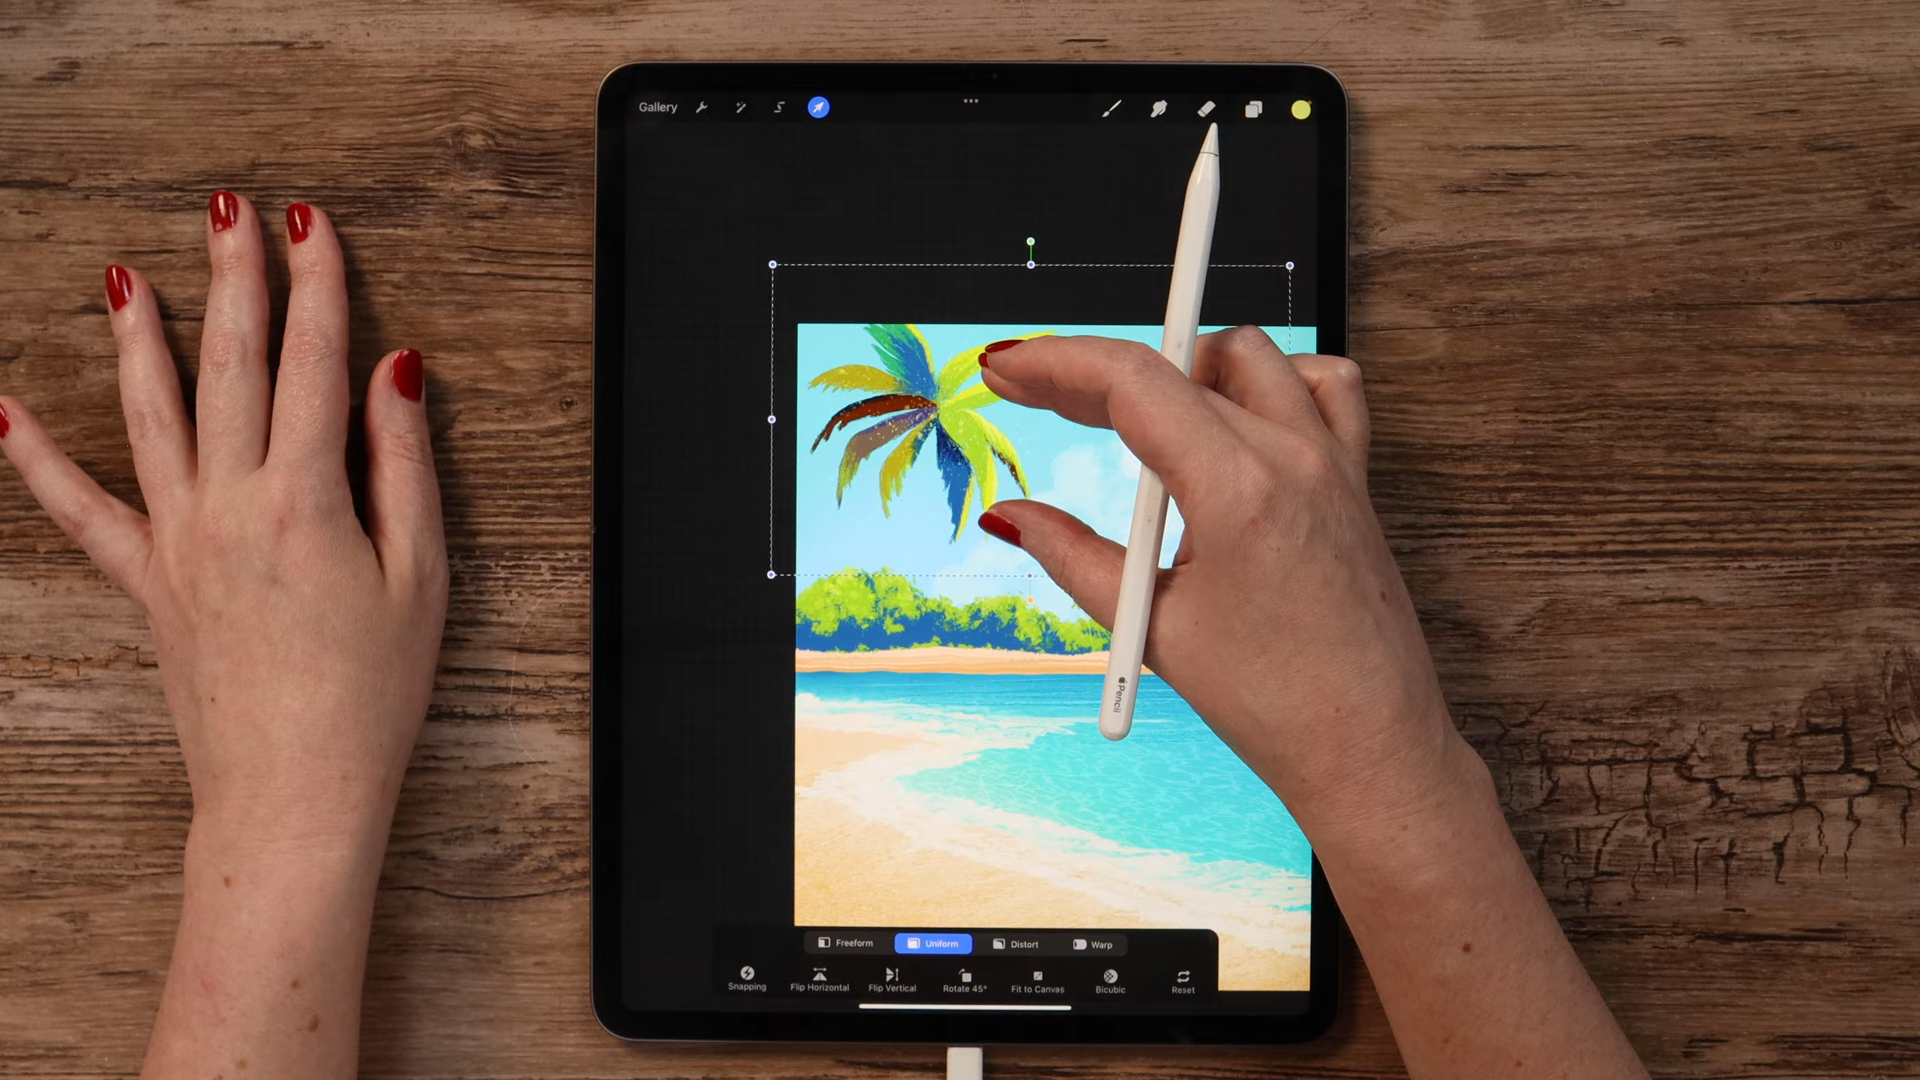 Gallery
Pencil
Freeform Uniform Distort Warp
Snapping Flip Horizontal Flip Vertical Rotate 45° Fit to Canvas Bicubic Reset